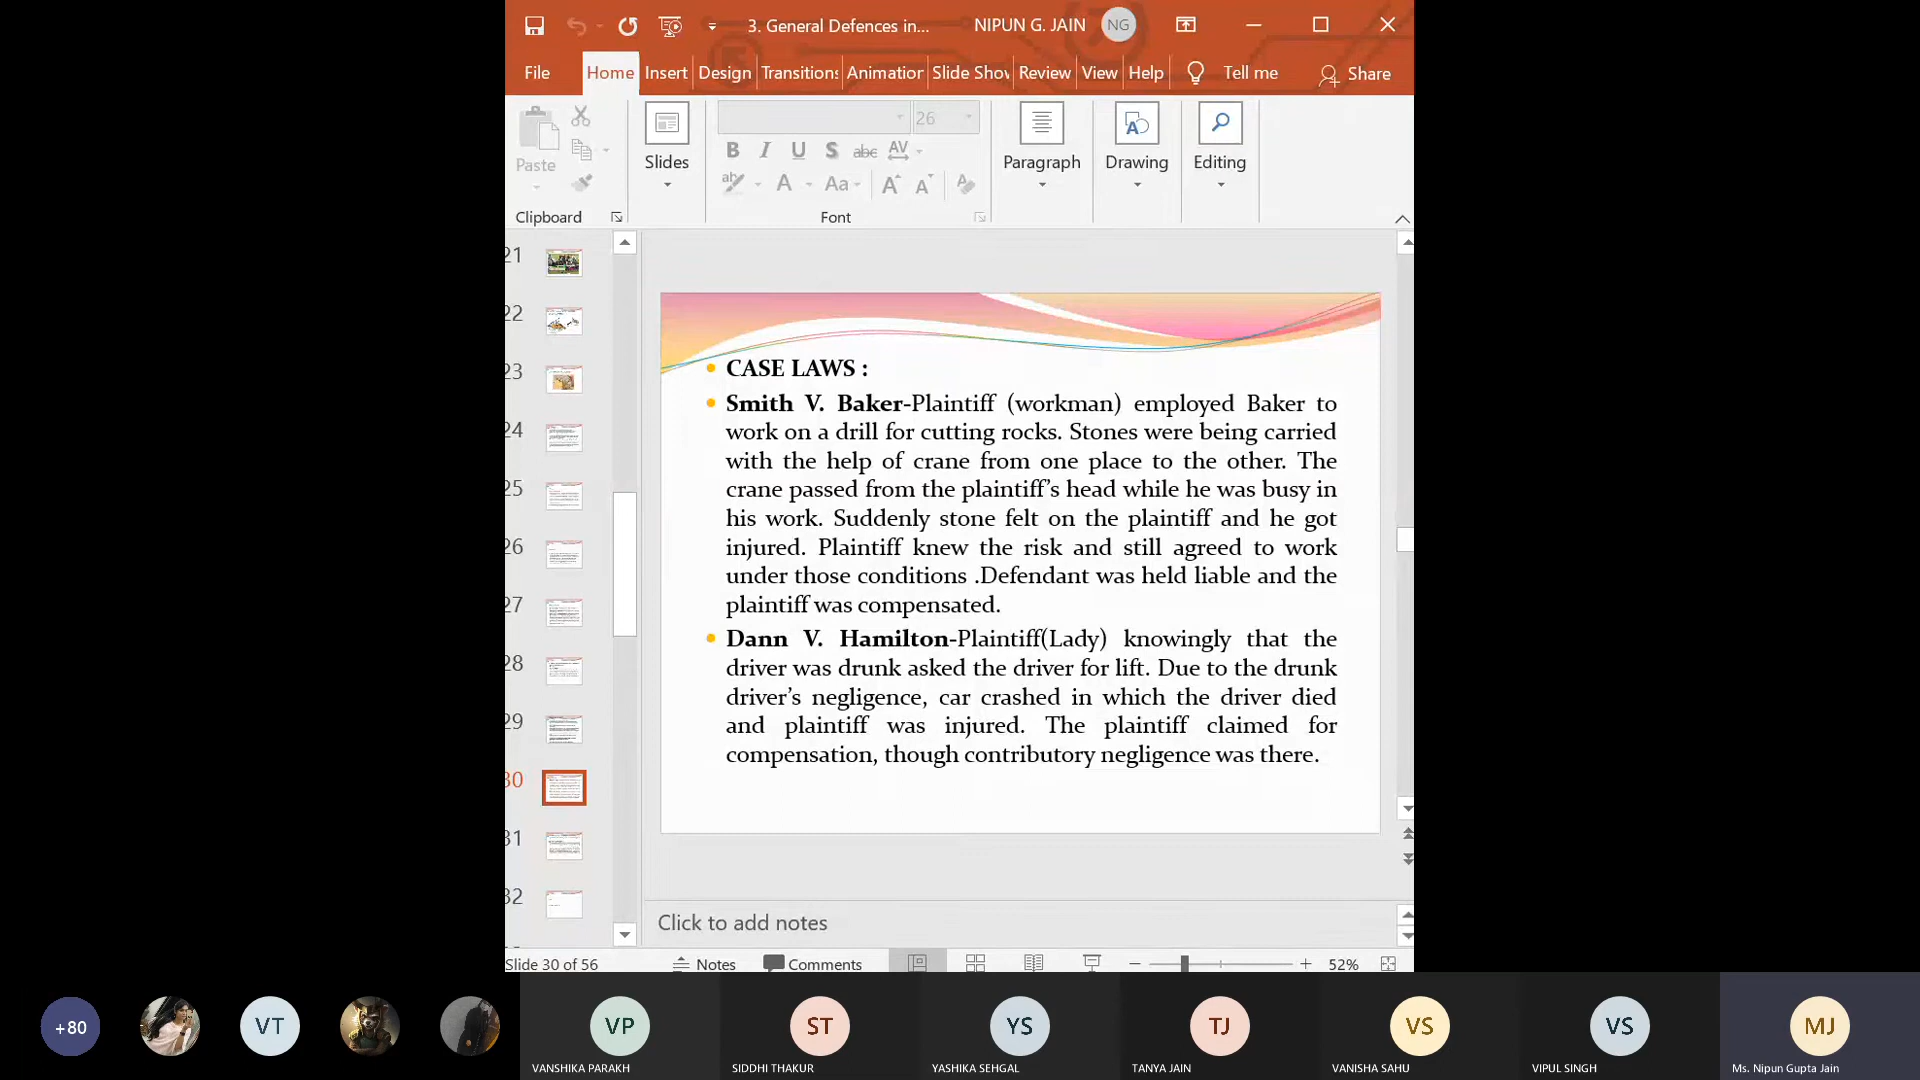 3. General Defences in...
NIPUN G. JAIN
NG
File
Home
Insert
Design
Transitions
Animation
Slide Show
Review
View
Help
Tell me
Share
Paste
26
B I U S abc AV
ab A Aa A A A
Slides
Paragraph
Drawing
Editing
Clipboard
Font
21
22
23
24
25
26
27
28
29
30
31
32
CASE LAWS :
Smith V. Baker-Plaintiff (workman) employed Baker to
work on a drill for cutting rocks. Stones were being carried
with the help of crane from one place to the other. The
crane passed from the plaintiff's head while he was busy in
his work. Suddenly stone felt on the plaintiff and he got
injured. Plaintiff knew the risk and still agreed to work
under those conditions .Defendant was held liable and the
plaintiff was compensated.
Dann V. Hamilton-Plaintiff(Lady) knowingly that the
driver was drunk asked the driver for lift. Due to the drunk
driver's negligence, car crashed in which the driver died
and plaintiff was injured. The plaintiff claimed for
compensation, though contributory negligence was there.
Click to add notes
Slide 30 of 56
Notes
Comments
52%
+80
VT
VP
VANSHIKA PARAKH
ST
SIDDHI THAKUR
YS
YASHIKA SEHGAL
TJ
TANYA JAIN
VS
VANISHA SAHU
VS
VIPUL SINGH
MJ
Ms. Nipun Gupta Jain